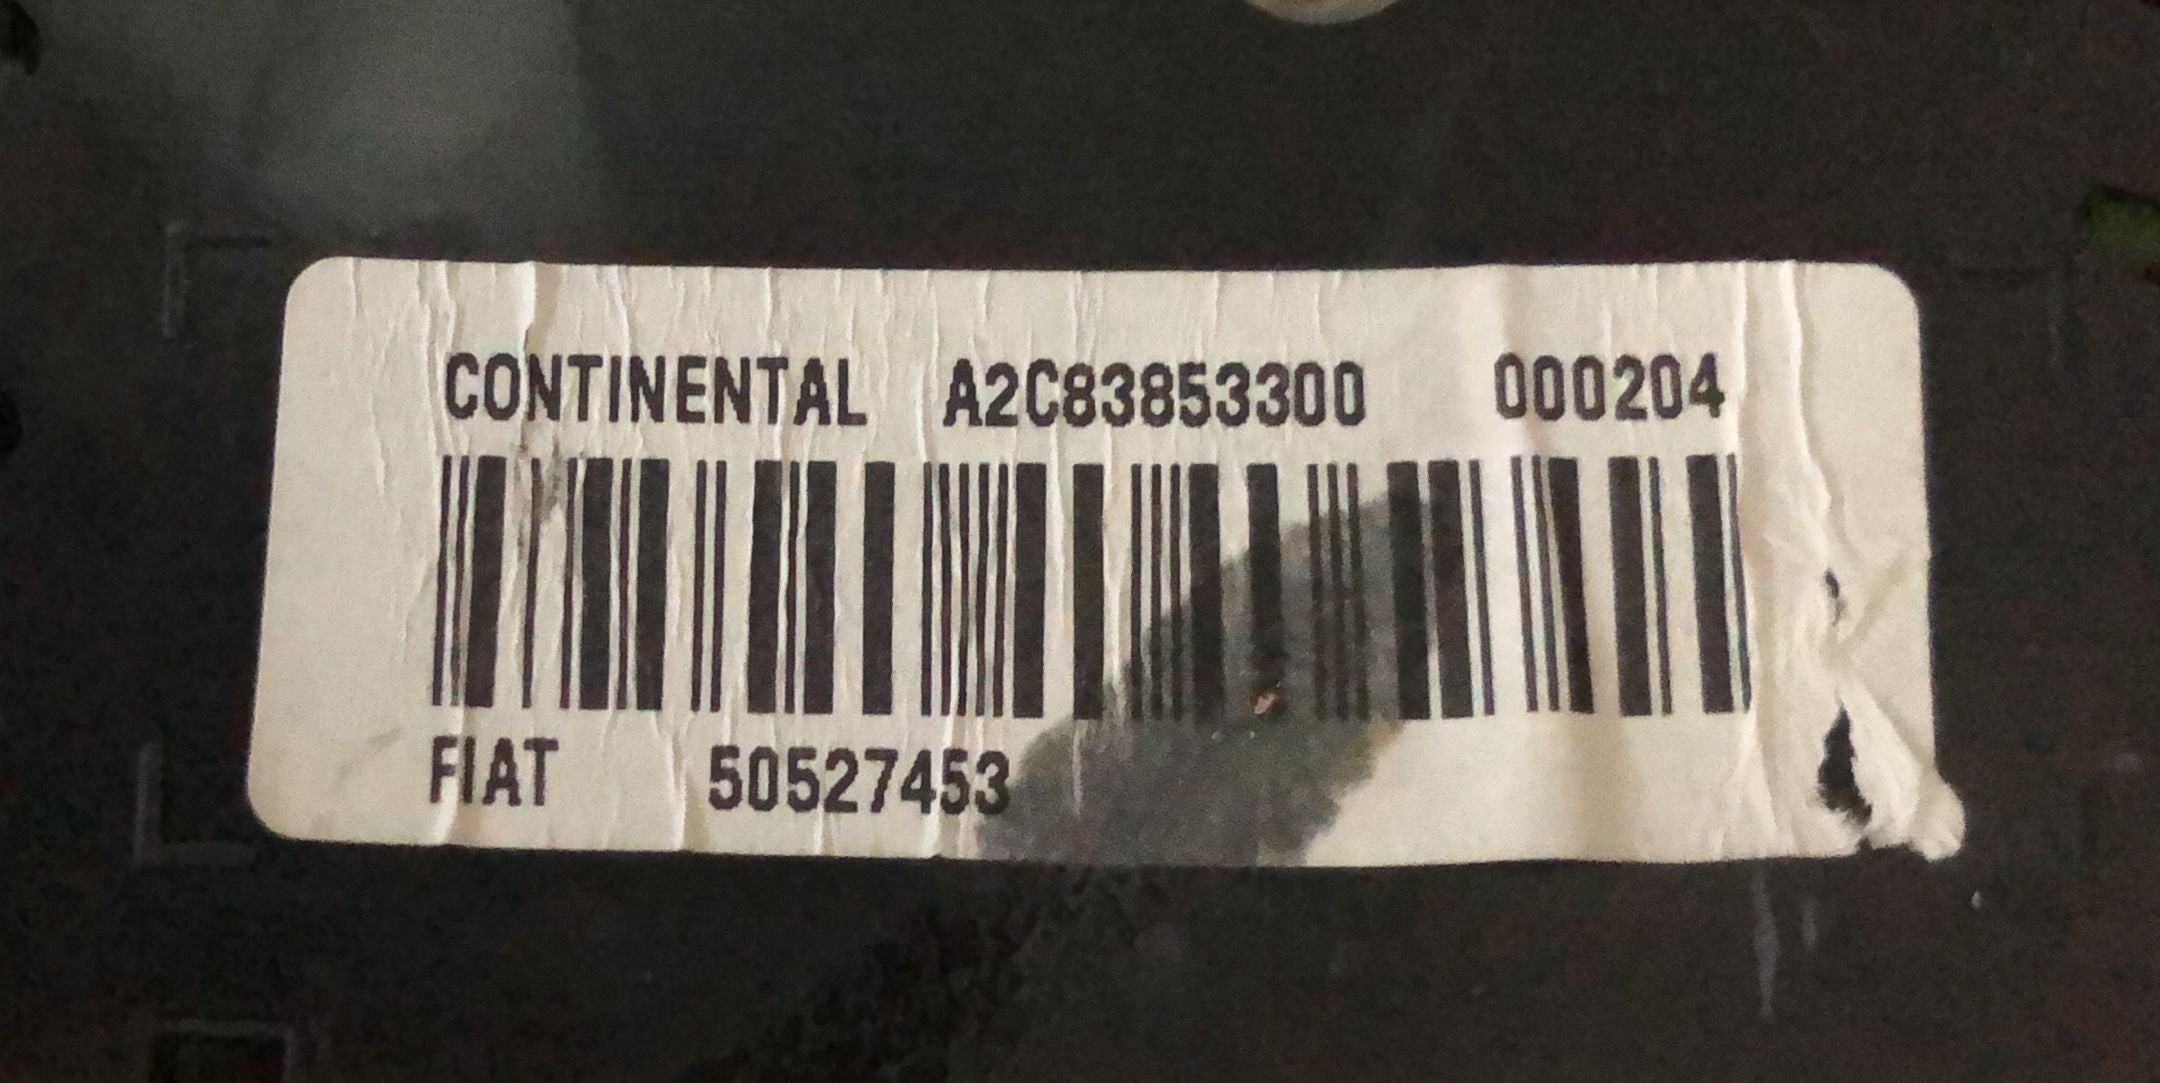 CONTINENTAL A2C83853300 000204
FIAT 50527453